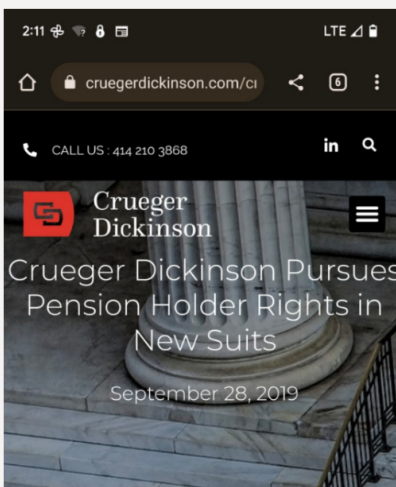 2:11
LTE
cruegerdickinson.com/c
6
CALL US : 414 210 3868
in
Crueger
Dickinson
Crueger Dickinson Pursues
Pension Holder Rights in
New Suits
September 28, 2019